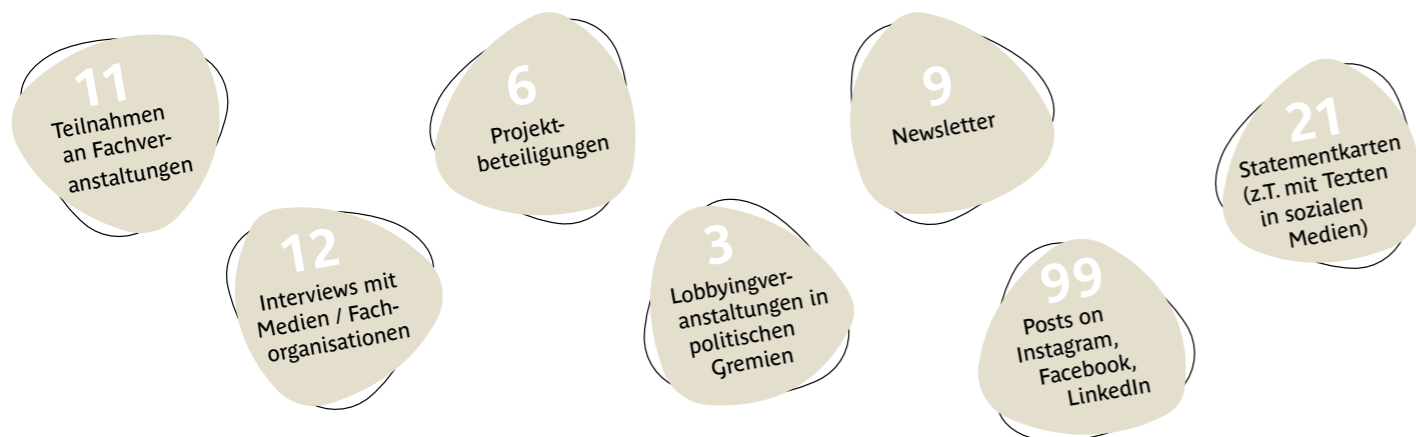 11
Teilnahmen
an Fachver-
anstaltungen
12
Interviews mit
Medien / Fach-
organisationen
6
Projekt-
beteiligungen
3
Lobbyingver-
anstaltungen in
politischen
Gremien
9
Newsletter
99
Posts on
Instagram,
Facebook,
LinkedIn
21
Statementkarten
(z.T. mit Texten
in sozialen
Medien)